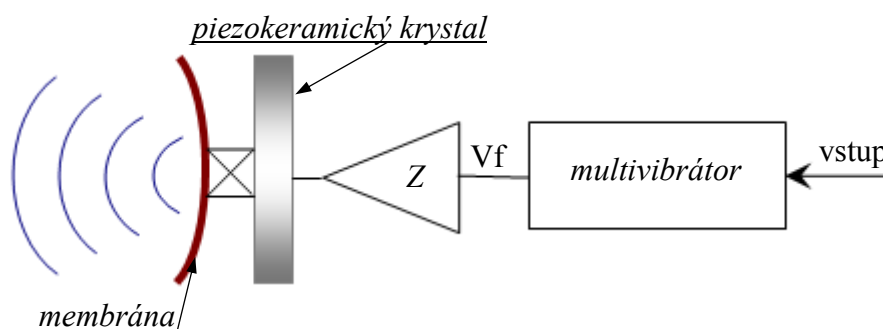 piezokeramický krystal
Z
Vf
multivibrátor
vstup
membrána